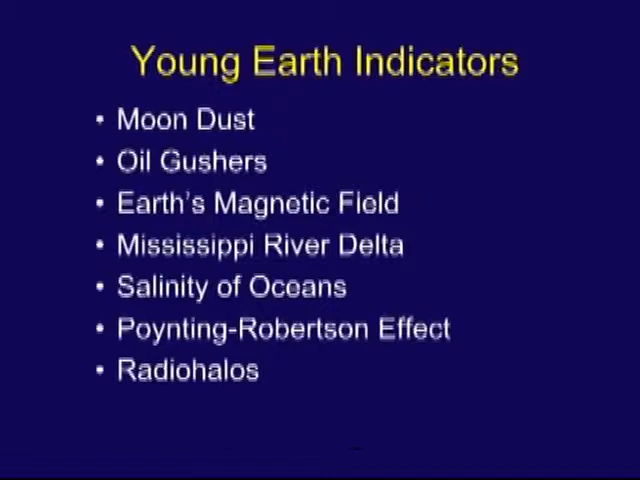 Young Earth Indicators
• Moon Dust
• Oil Gushers
• Earth's Magnetic Field
• Mississippi River Delta
• Salinity of Oceans
• Poynting-Robertson Effect
• Radiohalos